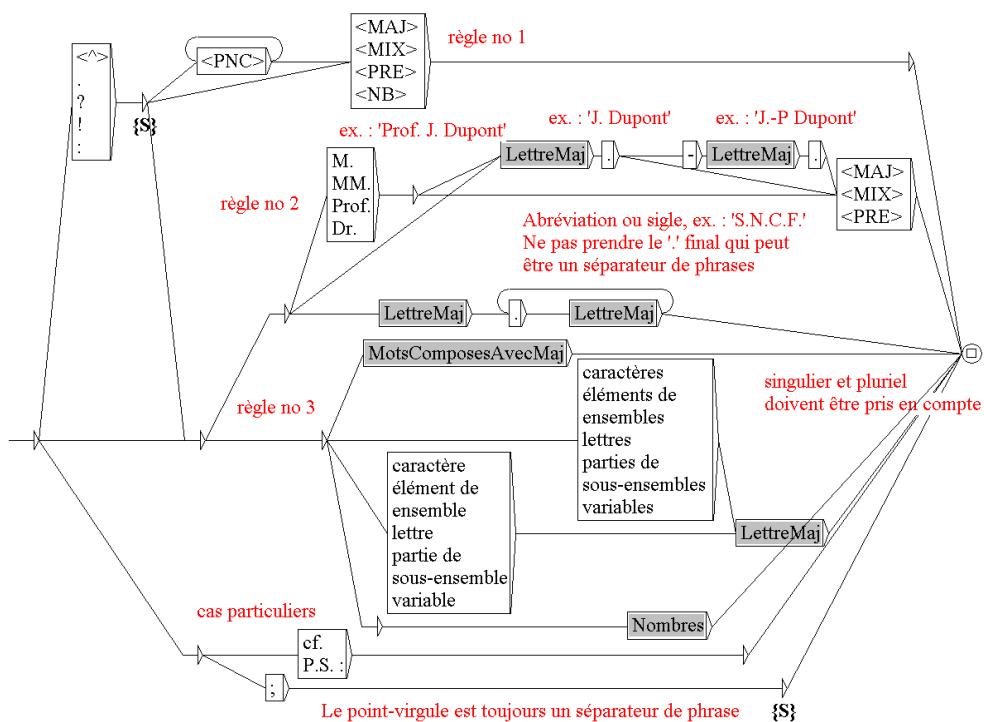 <^>
.
?
!
:
{S}
<PNC>
<MAJ>
<MIX>
<PRE>
<NB>
règle no 1
ex. : 'Prof. J. Dupont'
ex. : 'J. Dupont'
ex. : 'J.-P Dupont'
règle no 2
M.
MM.
Prof.
Dr.
LettreMaj
.
-
LettreMaj
.
<MAJ>
<MIX>
<PRE>
Abréviation ou sigle, ex. : 'S.N.C.F.'
Ne pas prendre le '.' final qui peut
être un séparateur de phrases
LettreMaj
.
LettreMaj
règle no 3
MotsComposesAvecMaj
caractères
éléments de
ensembles
lettres
parties de
sous-ensembles
variables
singulier et pluriel
doivent être pris en compte
caractère
élément de
ensemble
lettre
partie de
sous-ensemble
variable
LettreMaj
Nombres
cas particuliers
cf.
P.S. :
;
{S}
Le point-virgule est toujours un séparateur de phrase